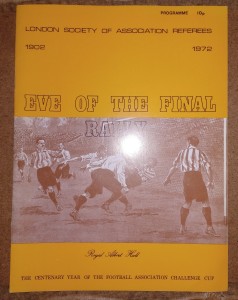 PROGRAMME 10p
LONDON SOCIETY OF ASSOCIATION REFEREES
1902 1972
EVE OF THE FINAL
RALLY
Royal Albert Hall
THE CENTENARY YEAR OF THE FOOTBALL ASSOCIATION CHALLENGE CUP